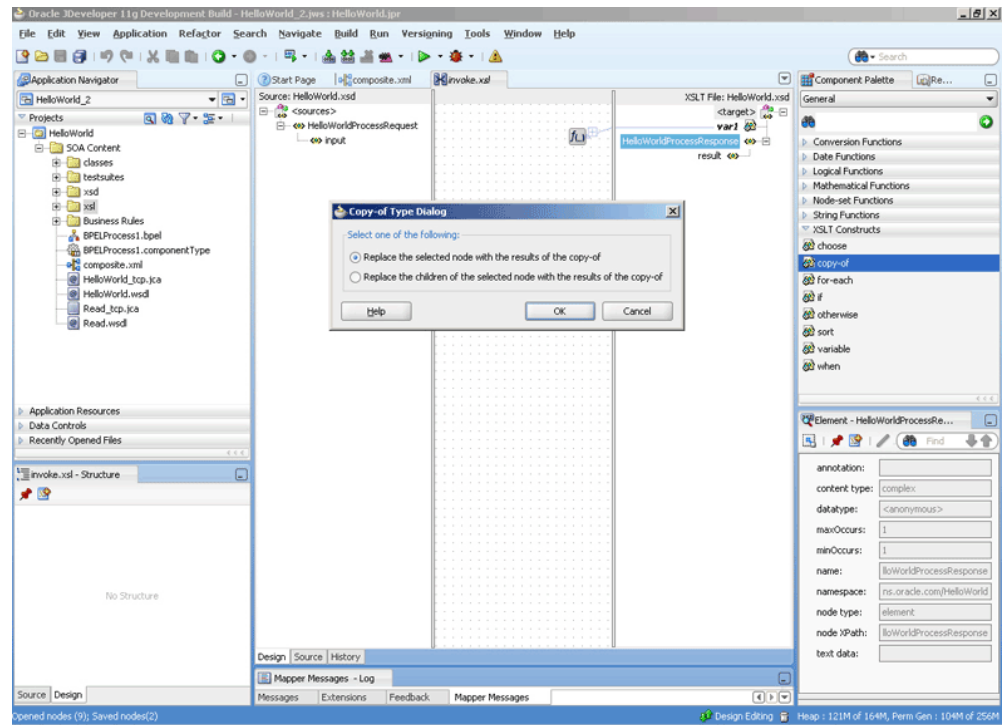 Oracle JDeveloper 11g Development Build - HelloWorld_2.jws : HelloWorld.jpr
File Edit View Application Refactor Search Navigate Build Run Versioning Tools Window Help
Search
Application Navigator
Start Page composite.xml invoke.xsl
Component Palette Re...
HelloWorld_2
Projects
HelloWorld
SOA Content
classes
testsuites
xsd
xsl
Business Rules
BPELProcess1.bpel
BPELProcess1.componentType
composite.xml
HelloWorld_tcp.jca
HelloWorld.wsdl
Read_tcp.jca
Read.wsdl
Application Resources
Data Controls
Recently Opened Files
invoke.xsl - Structure
No Structure
Source Design
Source: HelloWorld.xsd
<sources>
HelloWorldProcessRequest
input
XSLT File: HelloWorld.xsd
<target>
var1
HelloWorldProcessResponse
result
Copy-of Type Dialog
Select one of the following:
Replace the selected node with the results of the copy-of
Replace the children of the selected node with the results of the copy-of
Help OK Cancel
Design Source History
Mapper Messages - Log
Messages Extensions Feedback Mapper Messages
General
Conversion Functions
Date Functions
Logical Functions
Mathematical Functions
Node-set Functions
String Functions
XSLT Constructs
choose
copy-of
for-each
if
otherwise
sort
variable
when
Element - HelloWorldProcessRe...
Find
annotation:
content type: complex
datatype: <anonymous>
maxOccurs: 1
minOccurs: 1
name: lloWorldProcessResponse
namespace: ns.oracle.com/HelloWorld
node type: element
node XPath: lloWorldProcessResponse
text data:
Opened nodes (9); Saved nodes(2)
Design Editing Heap : 121M of 164M, Perm Gen : 104M of 256M